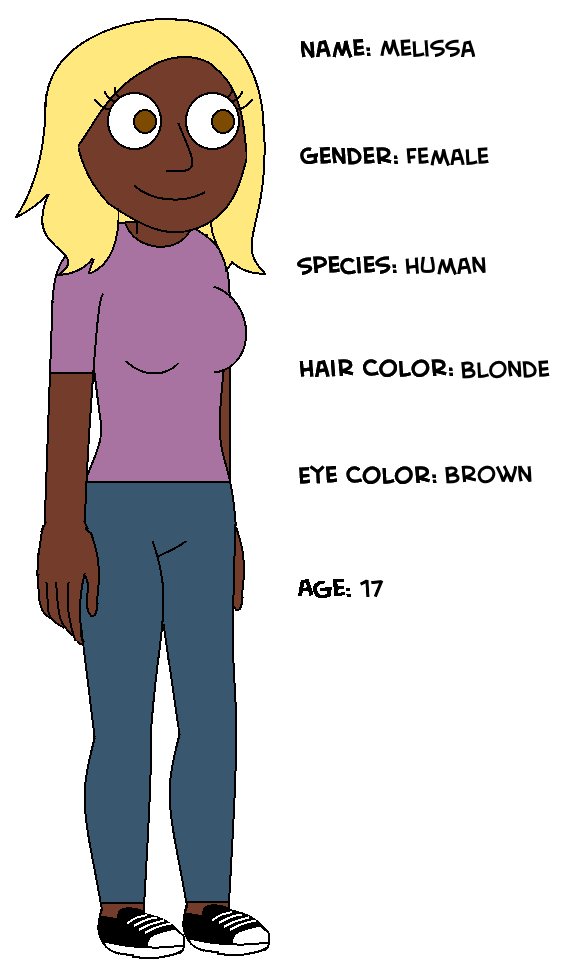 NAME: MELISSA
GENDER: FEMALE
SPECIES: HUMAN
HAIR COLOR: BLONDE
EYE COLOR: BROWN
AGE: 17